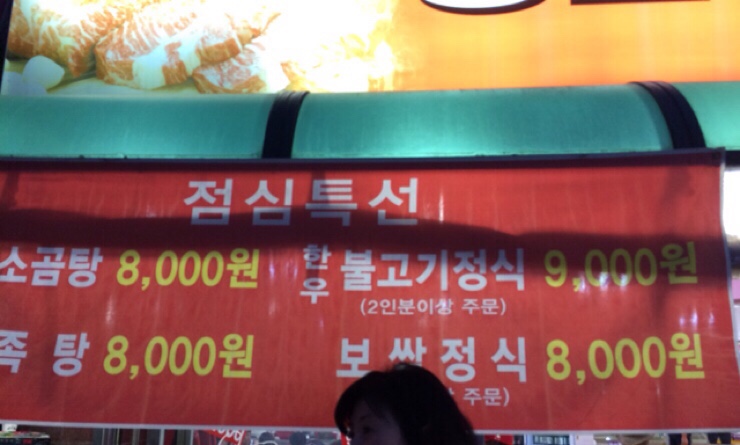 점심특선
소곰탕 8,000원 한우 불고기정식 9,000원
(2인분이상 주문)
족탕 8,000원 보쌈정식 8,000원
주문)